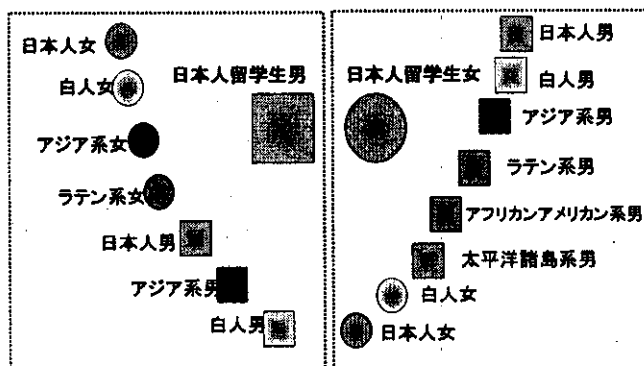 日本人女
白人女
日本人留学生男
アジア系女
ラテン系女
日本人男
アジア系男
白人男
日本人男
日本人留学生女
白人男
アジア系男
ラテン系男
アフリカンアメリカン系男
太平洋諸島系男
白人女
日本人女